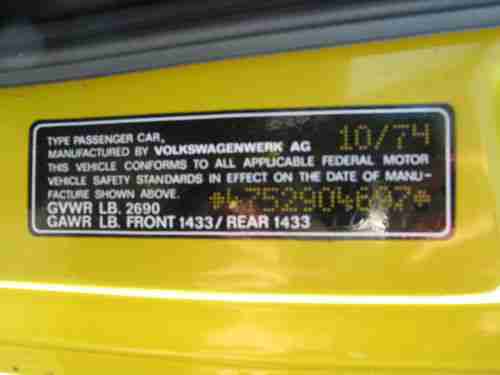 TYPE PASSENGER CAR, 10/74
MANUFACTURED BY VOLKSWAGENWERK AG
THIS VEHICLE CONFORMS TO ALL APPLICABLE FEDERAL MOTOR
VEHICLE SAFETY STANDARDS IN EFFECT ON THE DATE OF MANU-
FACTURE SHOWN ABOVE. *4752904697*
GVWR LB. 2690
GAWR LB. FRONT 1433/ REAR 1433